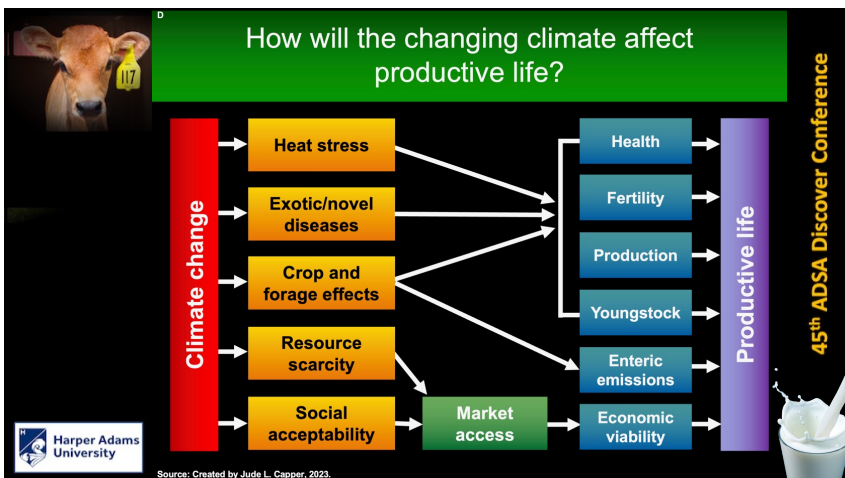 D
How will the changing climate affect
productive life?
117
Climate change
Heat stress
Exotic/novel
diseases
Crop and
forage effects
Resource
scarcity
Social
acceptability
Market
access
Health
Fertility
Production
Youngstock
Enteric
emissions
Economic
viability
Productive life
45th ADSA Discover Conference
H
Harper Adams
University
Source: Created by Jude L. Capper, 2023.